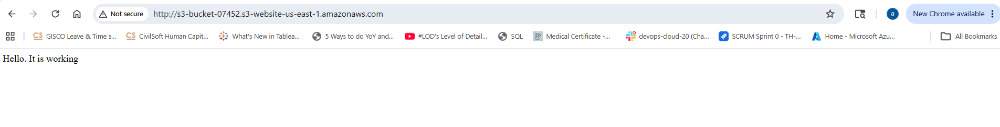 Not secure http://s3-bucket-07452.s3-website-us-east-1.amazonaws.com a New Chrome available
CS GISCO Leave & Time s... CS CivilSoft Human Capit... What's New in Tablea... 5 Ways to do YoY and... #LOD's Level of Detail... SQL Medical Certificate -... devops-cloud-20 (Cha... SCRUM Sprint 0 - TH-... Home - Microsoft Azu... All Bookmarks
Hello. It is working